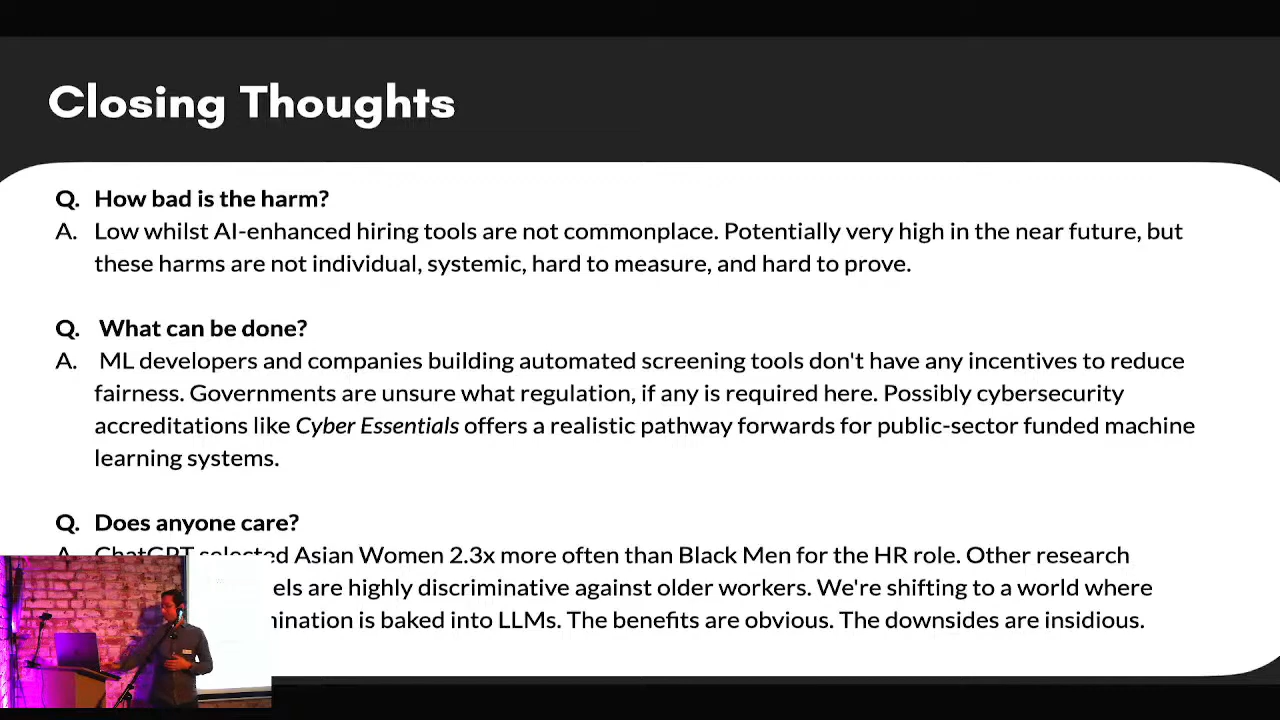 Closing Thoughts
Q. How bad is the harm?
A. Low whilst AI-enhanced hiring tools are not commonplace. Potentially very high in the near future, but
these harms are not individual, systemic, hard to measure, and hard to prove.
Q. What can be done?
A. ML developers and companies building automated screening tools don't have any incentives to reduce
fairness. Governments are unsure what regulation, if any is required here. Possibly cybersecurity
accreditations like Cyber Essentials offers a realistic pathway forwards for public-sector funded machine
learning systems.
Q. Does anyone care?
A. ChatGPT selected Asian Women 2.3x more often than Black Men for the HR role. Other research
els are highly discriminative against older workers. We're shifting to a world where
mination is baked into LLMs. The benefits are obvious. The downsides are insidious.